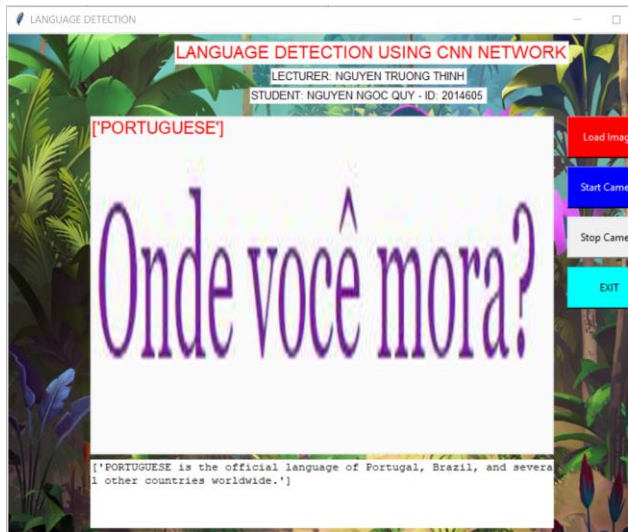 LANGUAGE DETECTION
LANGUAGE DETECTION USING CNN NETWORK
LECTURER: NGUYEN TRUONG THINH
STUDENT: NGUYEN NGOC QUY - ID: 2014605
['PORTUGUESE']
Onde você mora?
Load Imag
Start Came
Stop Came
EXIT
['PORTUGUESE is the official language of Portugal, Brazil, and severa
l other countries worldwide.']